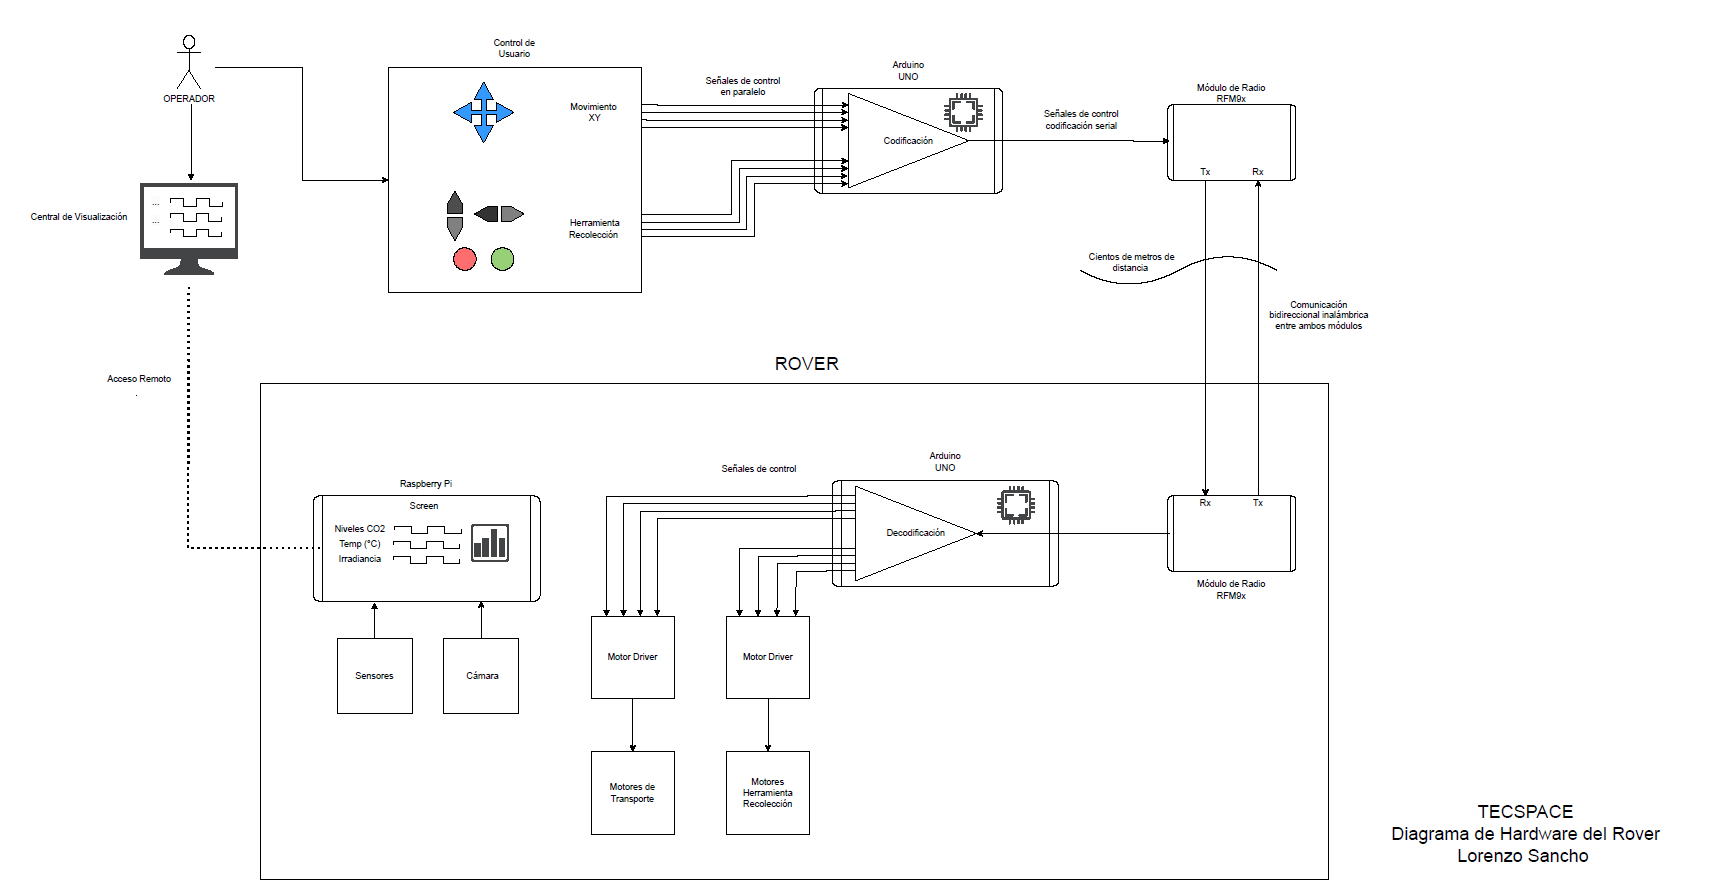 Control de
Usuario
OPERADOR
Central de Visualización
...
...
Movimiento
XY
Herramienta
Recolección
Señales de control
en paralelo
Arduino
UNO
Codificación
Señales de control
codificación serial
Módulo de Radio
RFM9x
Tx
Rx
Cientos de metros de
distancia
Comunicación
bidireccional inalámbrica
entre ambos módulos
Acceso Remoto
.
ROVER
Raspberry Pi
Screen
Niveles CO2
Temp (°C)
Irradiancia
Sensores
Cámara
Señales de control
Arduino
UNO
Decodificación
Rx
Tx
Módulo de Radio
RFM9x
Motor Driver
Motor Driver
Motores de
Transporte
Motores
Herramienta
Recolección
TECSPACE
Diagrama de Hardware del Rover
Lorenzo Sancho